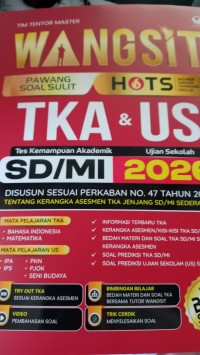 TIM TENTOR MASTER
WANGSIT
PAWANG SOAL SULIT
HOTS
TKA & US
Tes Kemampuan Akademik
Ujian Sekolah
SD/MI 2026
DISUSUN SESUAI PERKABAN NO. 47 TAHUN 20
TENTANG KERANGKA ASESMEN TKA JENJANG SD/MI SEDERA
MATA PELAJARAN TKA
• BAHASA INDONESIA
• MATEMATIKA
MATA PELAJARAN US
• IPA
• IPS
• PKN
• PJOK
• SENI BUDAYA
• INFORMASI TERBARU TKA
• KERANGKA ASESMEN/KISI-KISI TKA SD/M
• BEDAH MATERI DAN SOAL TKA SD/MI S
KERANGKA ASESMEN
• SOAL PREDIKSI TKA SD/MI
• SOAL PREDIKSI UJIAN SEKOLAH (US) S
TRY OUT TKA
SESUAI KERANGKA ASESMEN
BIMBINGAN BELAJAR
BEDAH MATERI DAN SOAL TKA
BERSAMA TUTOR WANGSIT
VIDEO
PEMBAHASAN SOAL
TRIK CERDIK
MENYELESAIKAN SOAL